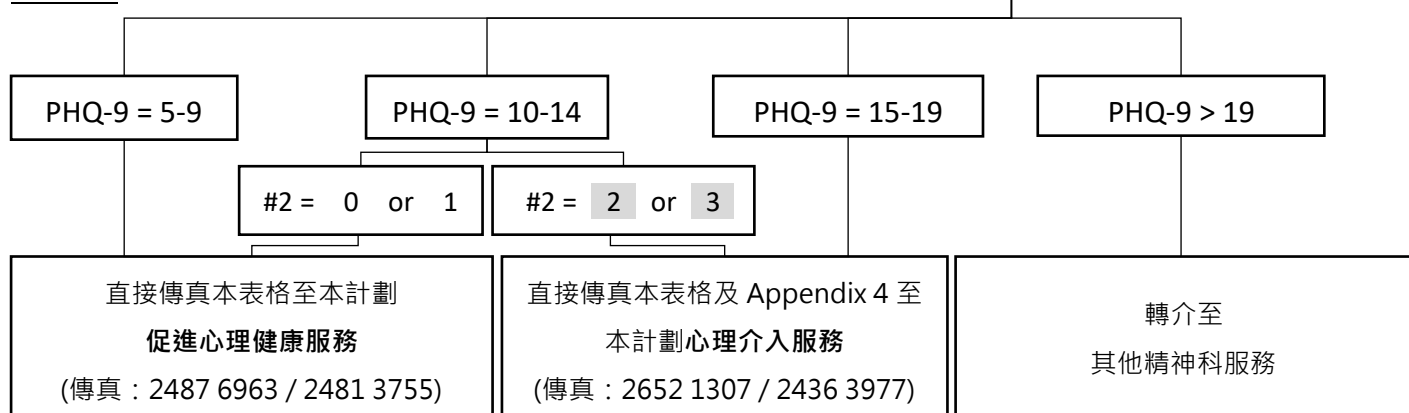 PHQ-9 = 5-9
PHQ-9 = 10-14
PHQ-9 = 15-19
PHQ-9 > 19
#2 = 0 or 1
#2 = 2 or 3
直接傳真本表格至本計劃
促進心理健康服務
(傳真：2487 6963 / 2481 3755)
直接傳真本表格及 Appendix 4 至
本計劃心理介入服務
(傳真：2652 1307 / 2436 3977)
轉介至
其他精神科服務